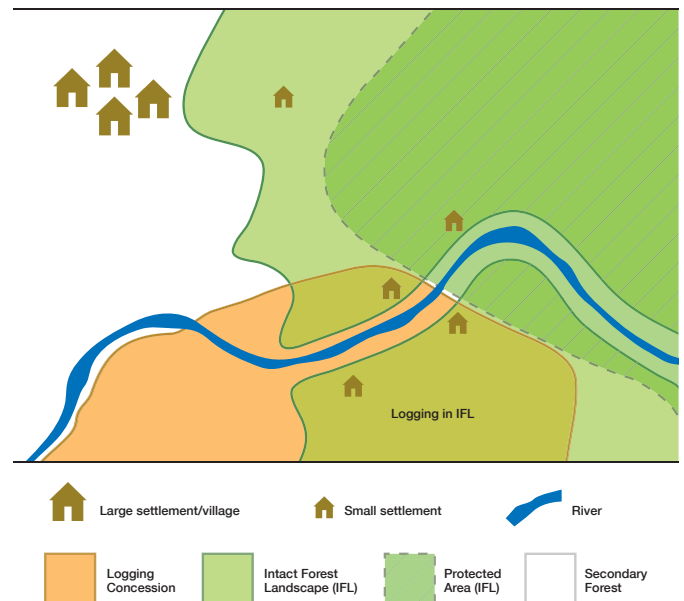 Logging in IFL
Large settlement/village
Small settlement
River
Logging
Concession
Intact Forest
Landscape (IFL)
Protected
Area (IFL)
Secondary
Forest